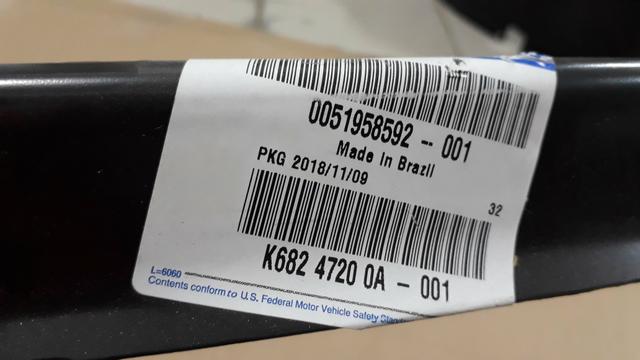 0051958592 -- 001
Made In Brazil
PKG 2018/11/09
32
K682 4720 0A - 001
L=6060
Contents conform to U.S. Federal Motor Vehicle Safety